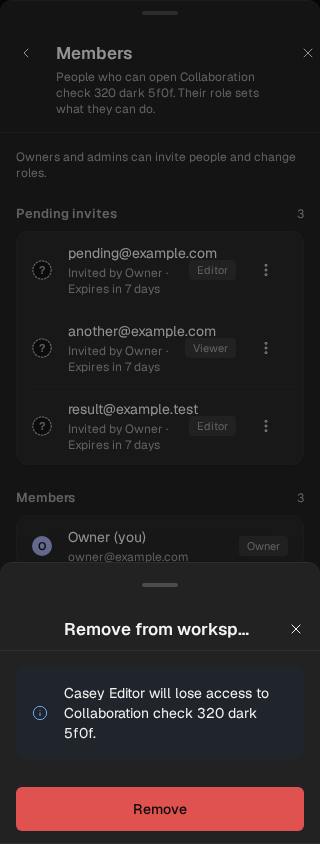 Members
People who can open Collaboration
check 320 dark 5f0f. Their role sets
what they can do.
Owners and admins can invite people and change
roles.
Pending invites 3
? pending@example.com
Invited by Owner · Editor
Expires in 7 days
? another@example.com
Invited by Owner · Viewer
Expires in 7 days
? result@example.test
Invited by Owner · Editor
Expires in 7 days
Members 3
O Owner (you) Owner
owner@example.com
Remove from worksp...
Casey Editor will lose access to
Collaboration check 320 dark
5f0f.
Remove